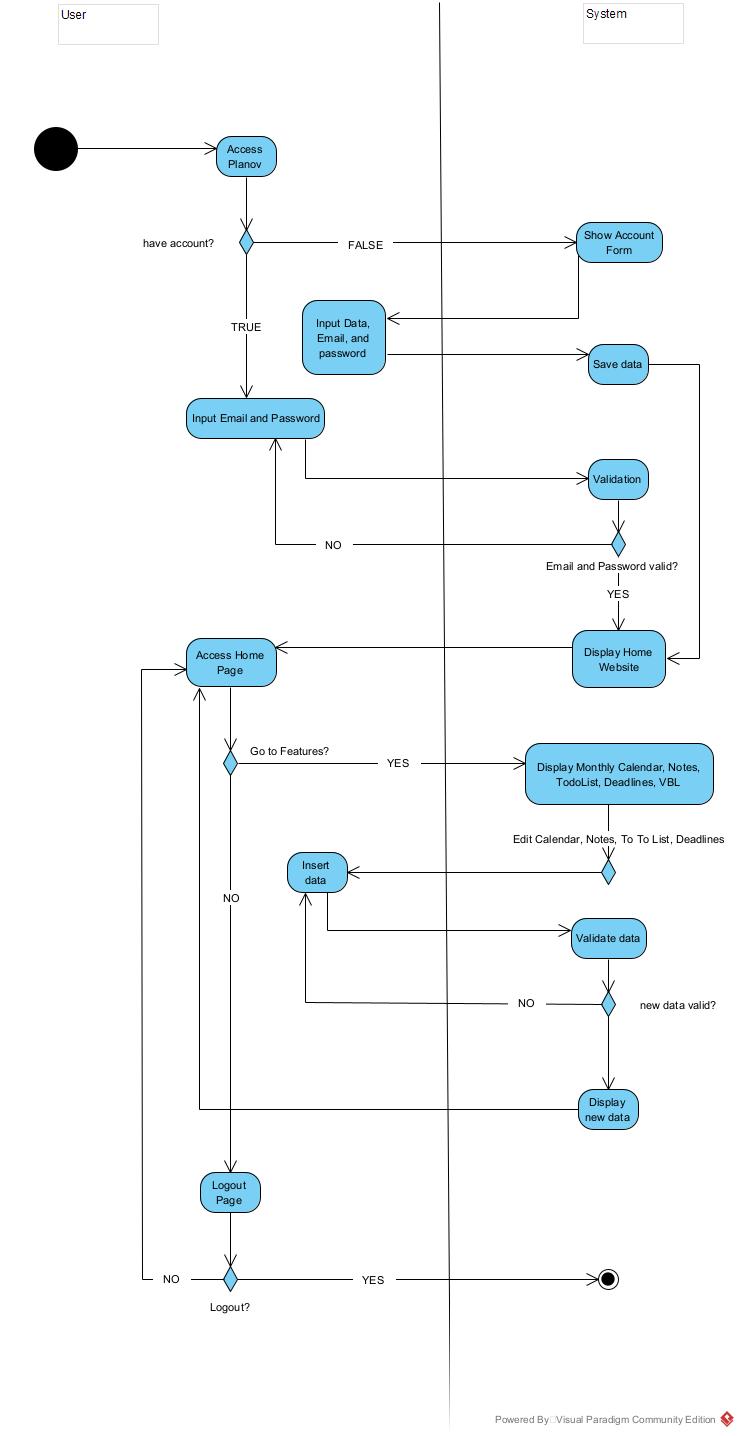 User
System
Access
Planov
have account?
FALSE
Show Account
Form
TRUE
Input Data,
Email, and
password
Save data
Input Email and Password
Validation
NO
Email and Password valid?
YES
Access Home
Page
Display Home
Website
Go to Features?
YES
Display Monthly Calendar, Notes,
TodoList, Deadlines, VBL
Edit Calendar, Notes, To To List, Deadlines
Insert
data
NO
Validate data
NO
new data valid?
Display
new data
Logout
Page
NO
YES
Logout?
Powered By Visual Paradigm Community Edition